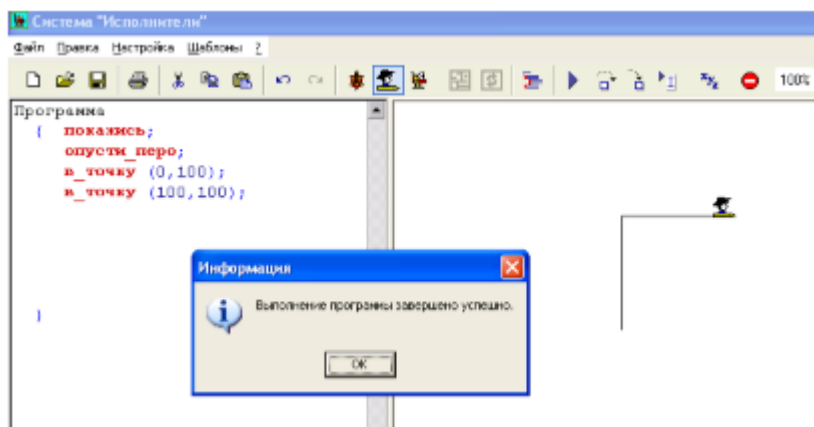 Система "Исполнители"
Файл Правка Настройка Шаблоны ?
100%
Программа
{ покажись;
опусти_перо;
в_точку (0,100);
в_точку (100,100);
}
Информация
Выполнение программы завершено успешно.
OK